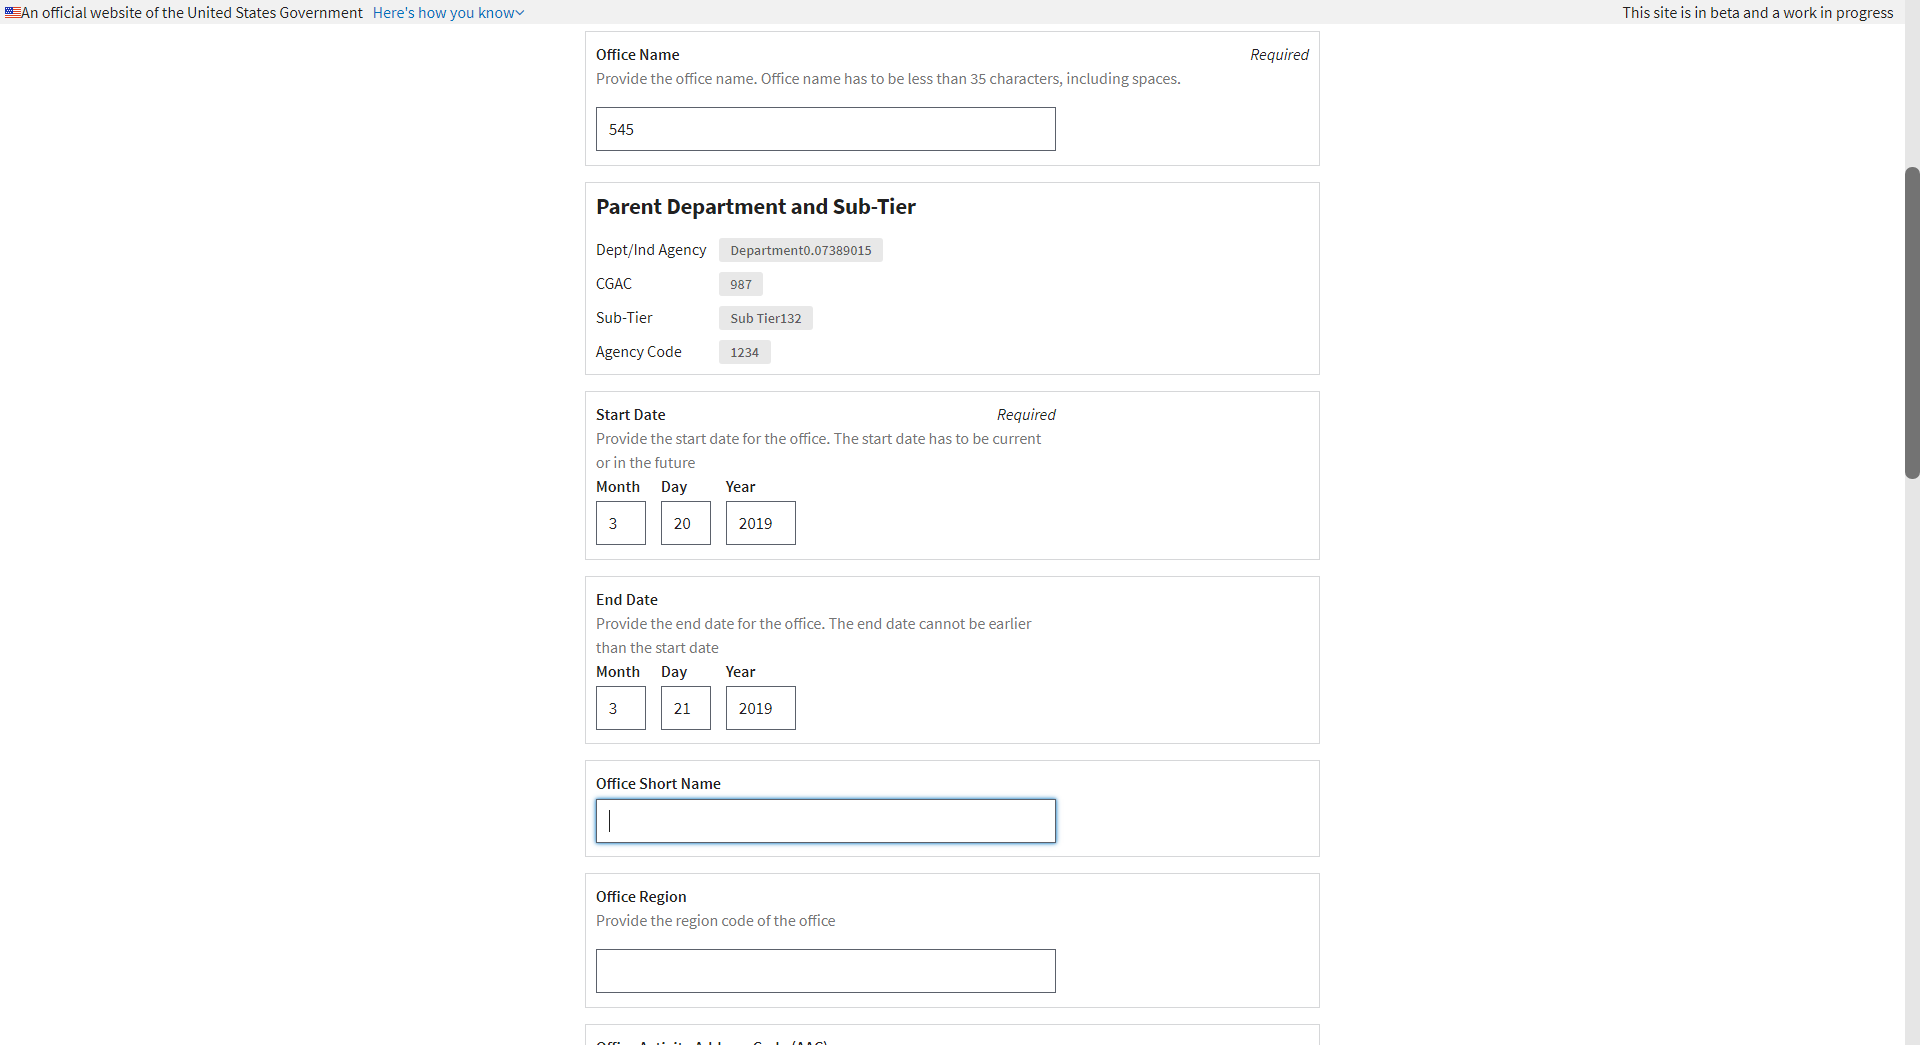 An official website of the United States Government Here's how you know
This site is in beta and a work in progress
Office Name Required
Provide the office name. Office name has to be less than 35 characters, including spaces.
545
Parent Department and Sub-Tier
Dept/Ind Agency Department0.07389015
CGAC 987
Sub-Tier Sub Tier132
Agency Code 1234
Start Date Required
Provide the start date for the office. The start date has to be current
or in the future
Month Day Year
3 20 2019
End Date
Provide the end date for the office. The end date cannot be earlier
than the start date
Month Day Year
3 21 2019
Office Short Name
Office Region
Provide the region code of the office
Office Activity Address Code (AAC)